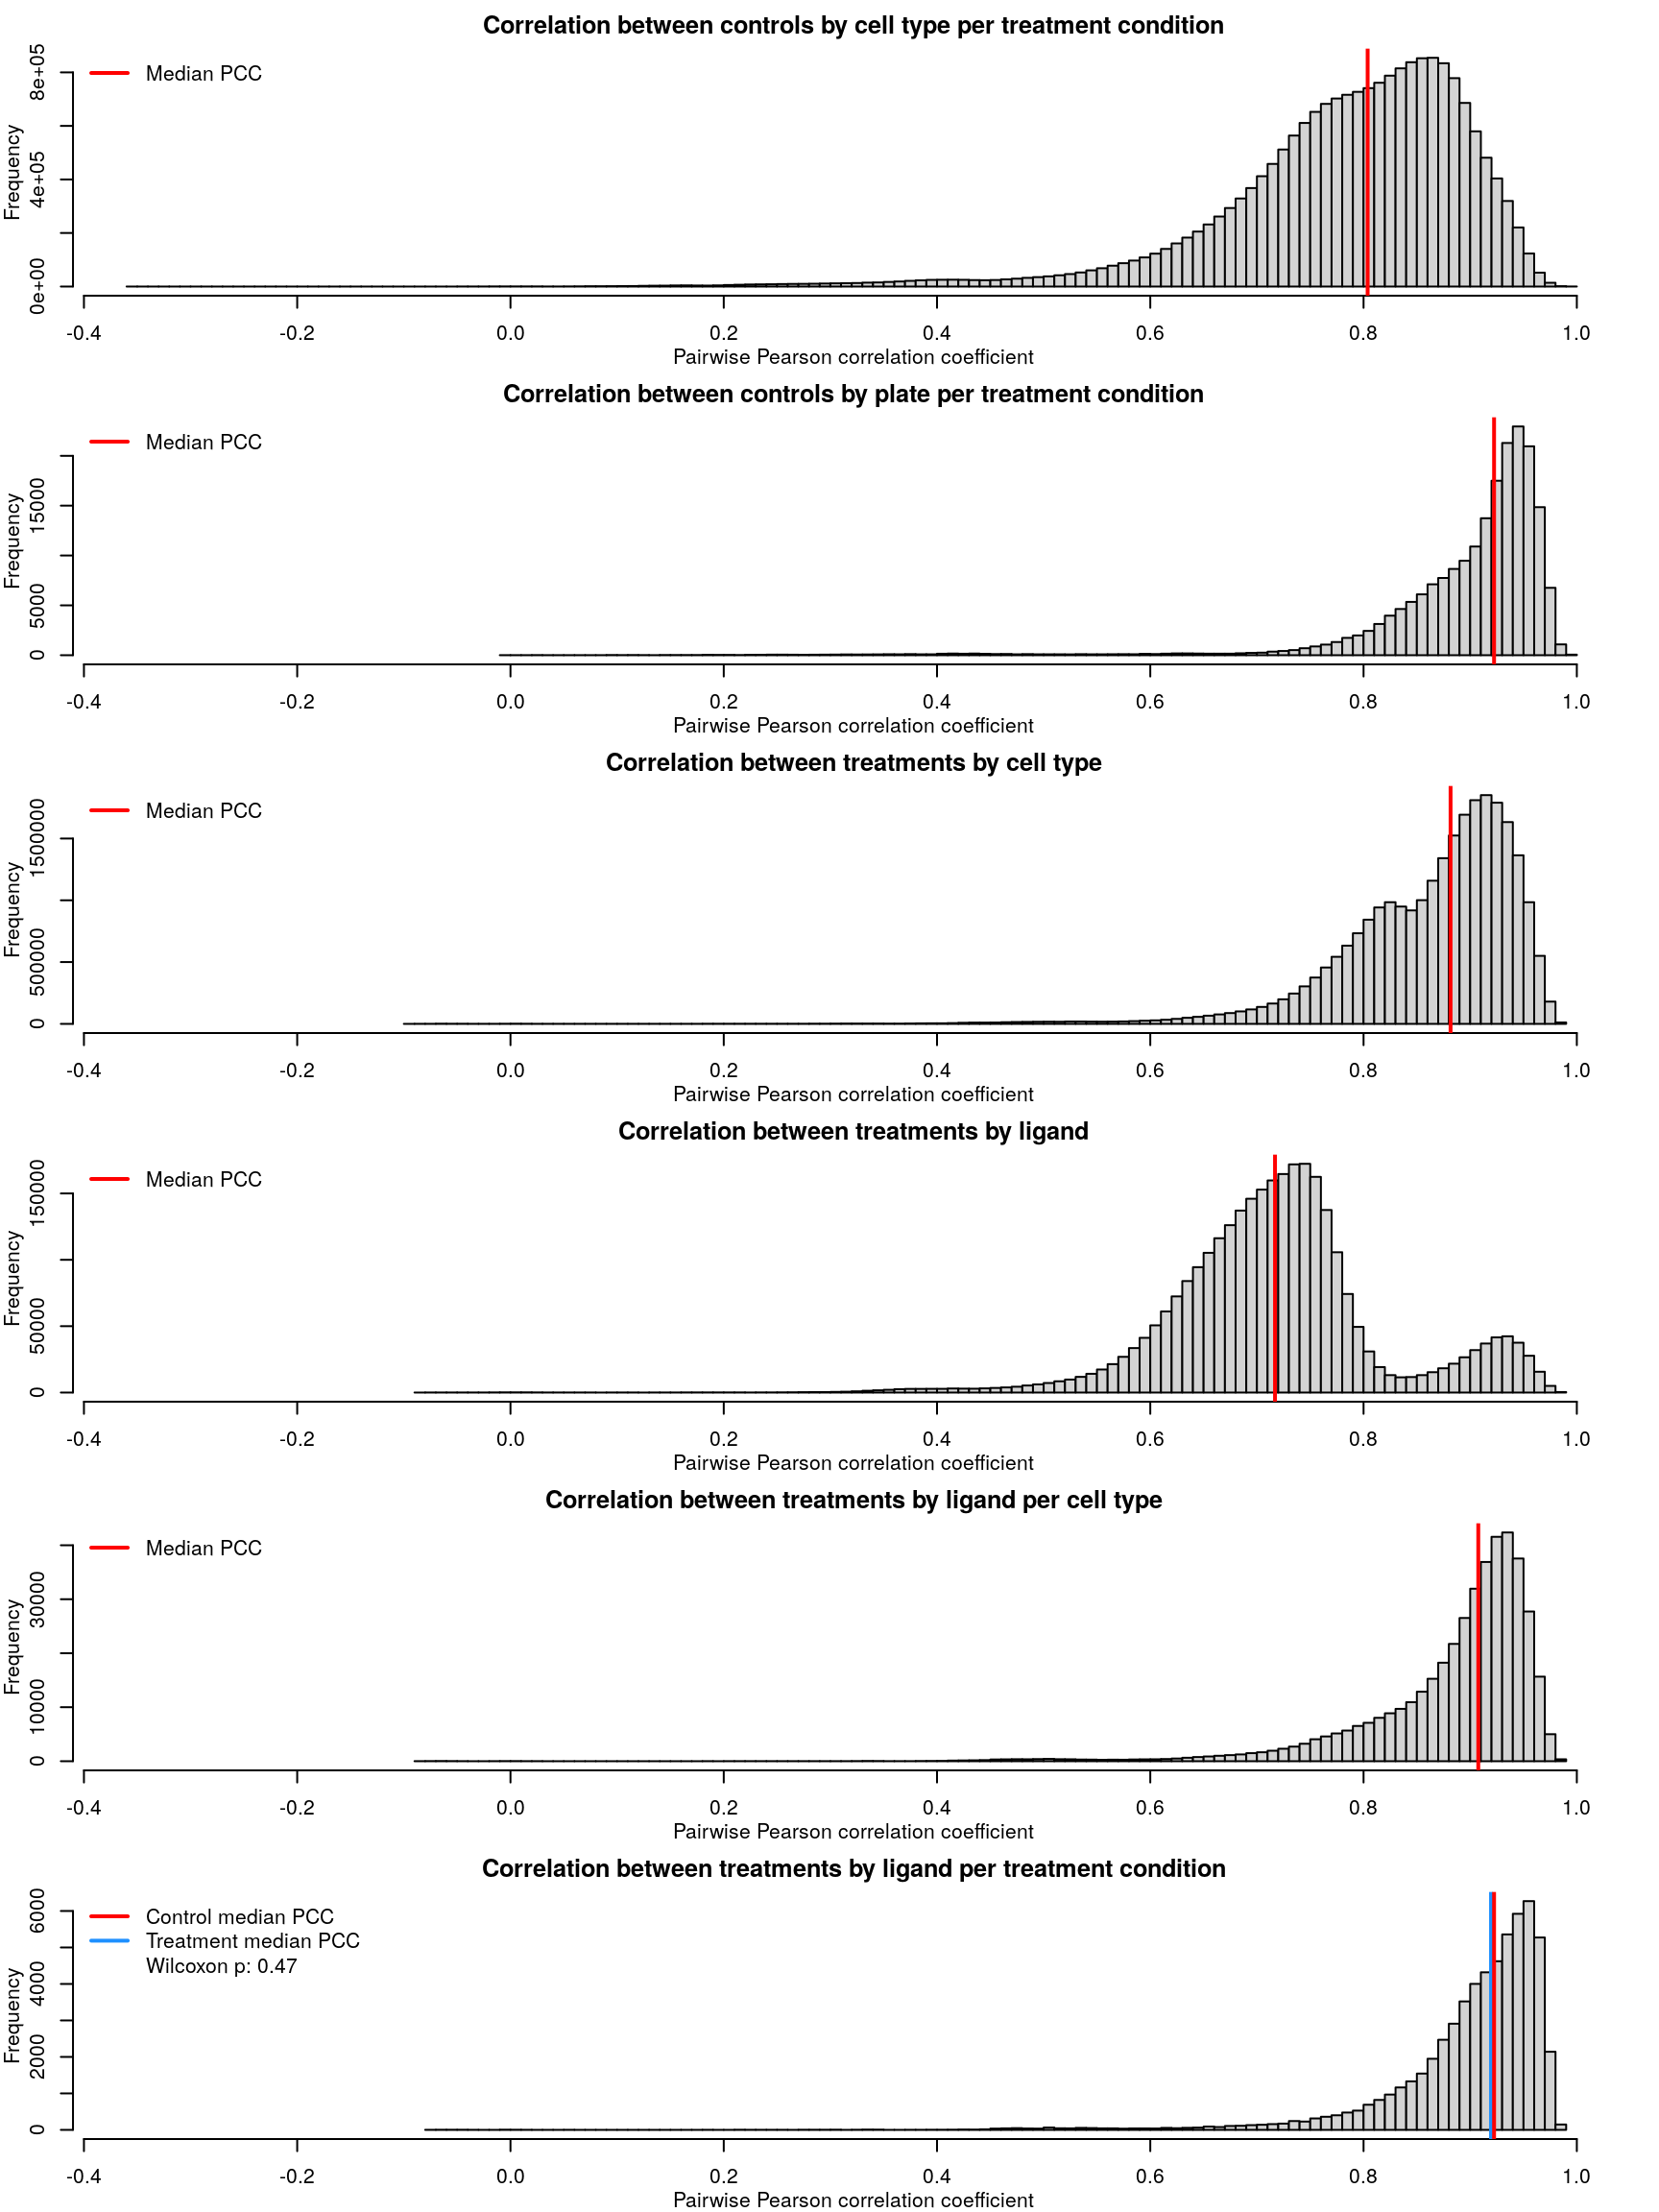 Correlation between controls by cell type per treatment condition
Median PCC
Frequency
0e+00 4e+05 8e+05
-0.4 -0.2 0.0 0.2 0.4 0.6 0.8 1.0
Pairwise Pearson correlation coefficient
Correlation between controls by plate per treatment condition
Median PCC
Frequency
0 5000 15000
-0.4 -0.2 0.0 0.2 0.4 0.6 0.8 1.0
Pairwise Pearson correlation coefficient
Correlation between treatments by cell type
Median PCC
Frequency
0 500000 1500000
-0.4 -0.2 0.0 0.2 0.4 0.6 0.8 1.0
Pairwise Pearson correlation coefficient
Correlation between treatments by ligand
Median PCC
Frequency
0 50000 150000
-0.4 -0.2 0.0 0.2 0.4 0.6 0.8 1.0
Pairwise Pearson correlation coefficient
Correlation between treatments by ligand per cell type
Median PCC
Frequency
0 10000 30000
-0.4 -0.2 0.0 0.2 0.4 0.6 0.8 1.0
Pairwise Pearson correlation coefficient
Correlation between treatments by ligand per treatment condition
Control median PCC
Treatment median PCC
Wilcoxon p: 0.47
Frequency
0 2000 4000 6000
-0.4 -0.2 0.0 0.2 0.4 0.6 0.8 1.0
Pairwise Pearson correlation coefficient